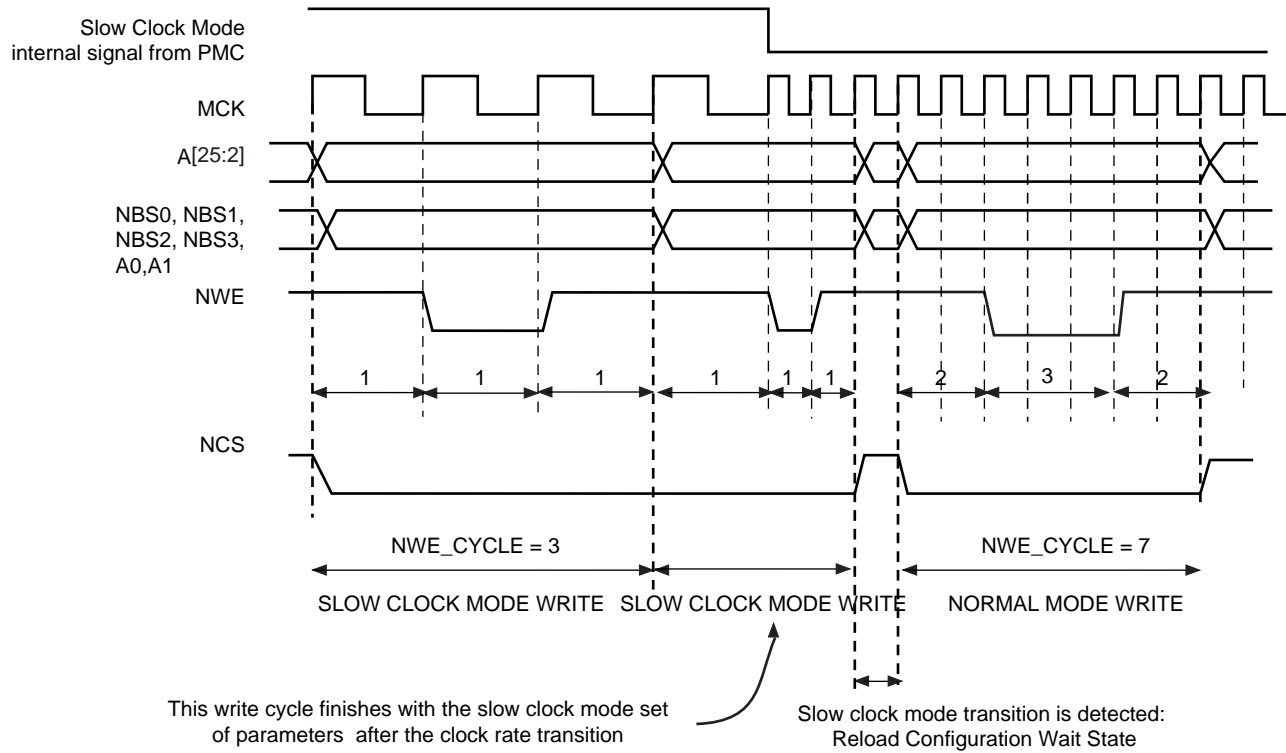 Slow Clock Mode
internal signal from PMC
MCK
A[25:2]
NBS0, NBS1,
NBS2, NBS3,
A0,A1
NWE
1
1
1
1
1
1
2
3
2
NCS
NWE_CYCLE = 3
NWE_CYCLE = 7
SLOW CLOCK MODE WRITE
SLOW CLOCK MODE WRITE
NORMAL MODE WRITE
This write cycle finishes with the slow clock mode set
of parameters after the clock rate transition
Slow clock mode transition is detected:
Reload Configuration Wait State